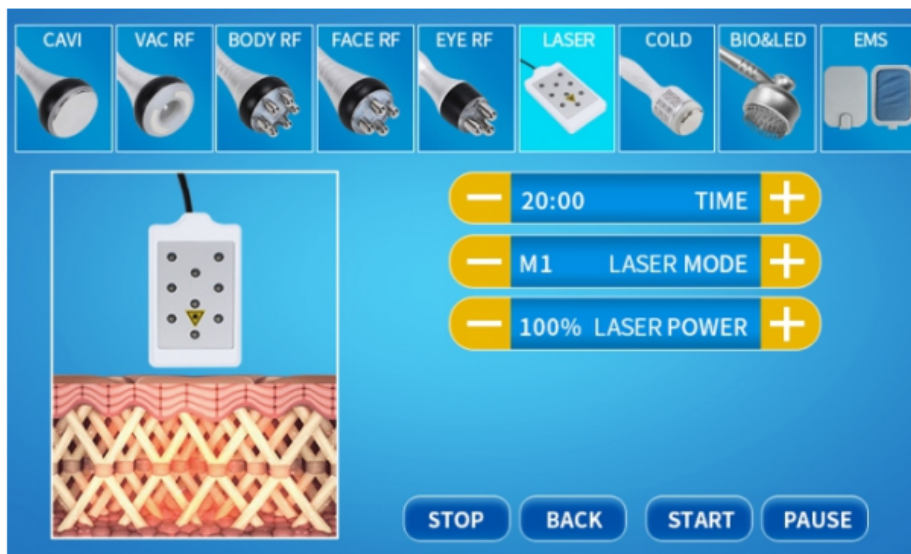 CAVI
VAC RF
BODY RF
FACE RF
EYE RF
LASER
COLD
BIO&LED
EMS
20:00 TIME
M1 LASER MODE
100% LASER POWER
STOP
BACK
START
PAUSE